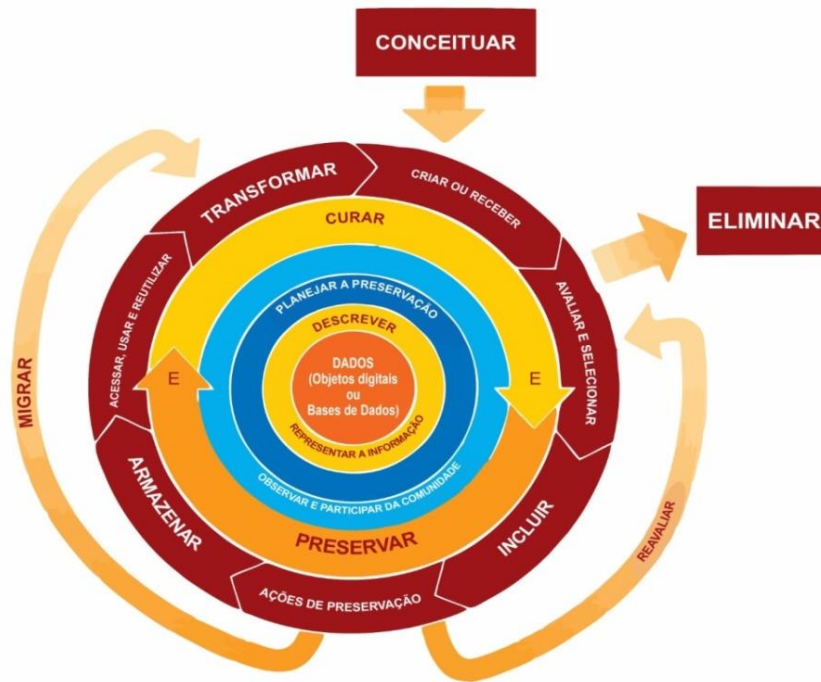 CONCEITUAR
CRIAR OU RECEBER
ELIMINAR
AVALIAR E SELECIONAR
REAVALIAR
INCLUIR
AÇÕES DE PRESERVAÇÃO
MIGRAR
ARMAZENAR
ACESSAR, USAR E REUTILIZAR
TRANSFORMAR
CURAR
E
PRESERVAR
E
OBSERVAR E PARTICIPAR DA COMUNIDADE
PLANEJAR A PRESERVAÇÃO
DESCREVER
REPRESENTAR A INFORMAÇÃO
DADOS
(Objetos digitais
ou
Bases de Dados)